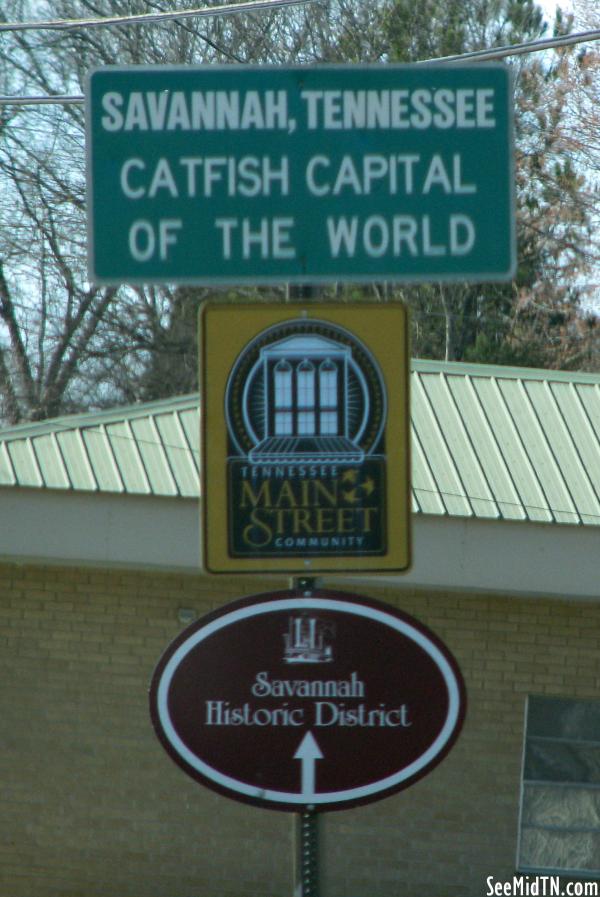 SAVANNAH, TENNESSEE
CATFISH CAPITAL
OF THE WORLD
TENNESSEE
MAIN
STREET
COMMUNITY
Savannah
Historic District
SeeMidTN.com